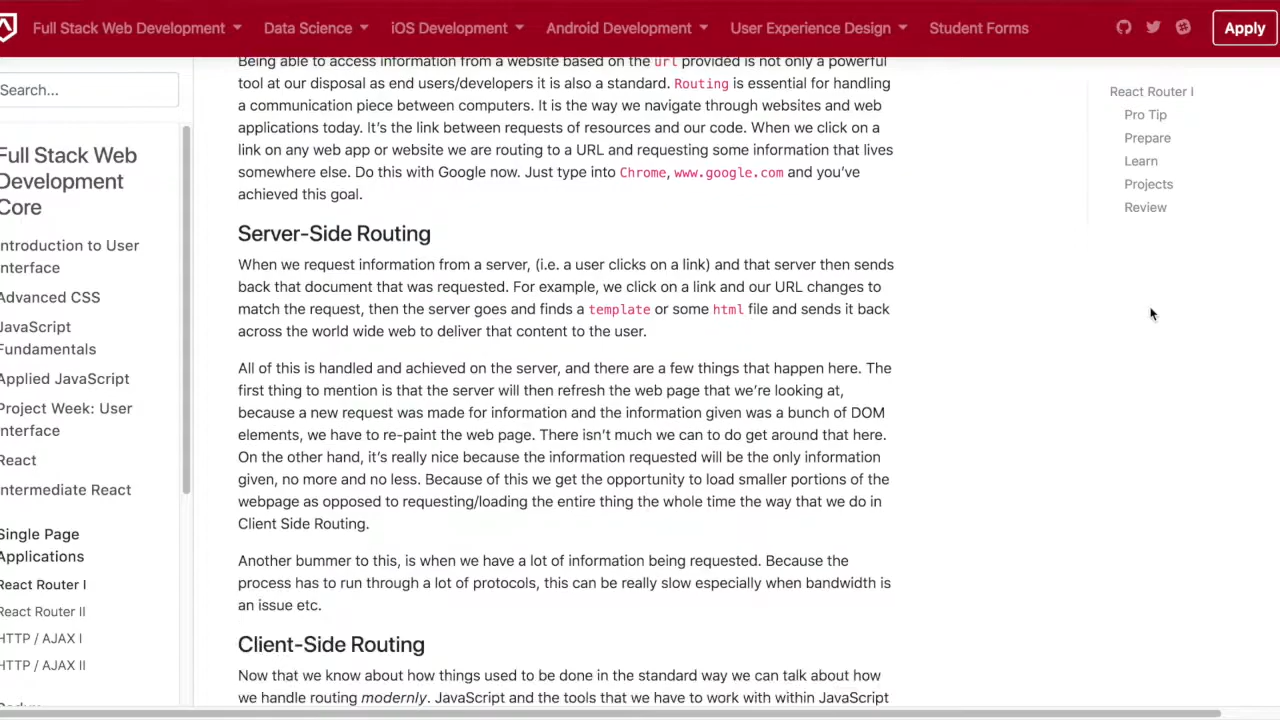 Full Stack Web Development
Data Science
iOS Development
Android Development
User Experience Design
Student Forms
Apply
Search...
Full Stack Web
Development
Core
ntroduction to User
nterface
Advanced CSS
JavaScript
Fundamentals
Applied JavaScript
Project Week: User
nterface
React
ntermediate React
Single Page
Applications
React Router I
React Router II
HTTP / AJAX I
HTTP / AJAX II
Being able to access information from a website based on the url provided is not only a powerful
tool at our disposal as end users/developers it is also a standard. Routing is essential for handling
a communication piece between computers. It is the way we navigate through websites and web
applications today. It’s the link between requests of resources and our code. When we click on a
link on any web app or website we are routing to a URL and requesting some information that lives
somewhere else. Do this with Google now. Just type into Chrome, www.google.com and you’ve
achieved this goal.
Server-Side Routing
When we request information from a server, (i.e. a user clicks on a link) and that server then sends
back that document that was requested. For example, we click on a link and our URL changes to
match the request, then the server goes and finds a template or some html file and sends it back
across the world wide web to deliver that content to the user.
All of this is handled and achieved on the server, and there are a few things that happen here. The
first thing to mention is that the server will then refresh the web page that we’re looking at,
because a new request was made for information and the information given was a bunch of DOM
elements, we have to re-paint the web page. There isn’t much we can to do get around that here.
On the other hand, it’s really nice because the information requested will be the only information
given, no more and no less. Because of this we get the opportunity to load smaller portions of the
webpage as opposed to requesting/loading the entire thing the whole time the way that we do in
Client Side Routing.
Another bummer to this, is when we have a lot of information being requested. Because the
process has to run through a lot of protocols, this can be really slow especially when bandwidth is
an issue etc.
Client-Side Routing
Now that we know about how things used to be done in the standard way we can talk about how
we handle routing modernly. JavaScript and the tools that we have to work with within JavaScript
React Router I
Pro Tip
Prepare
Learn
Projects
Review